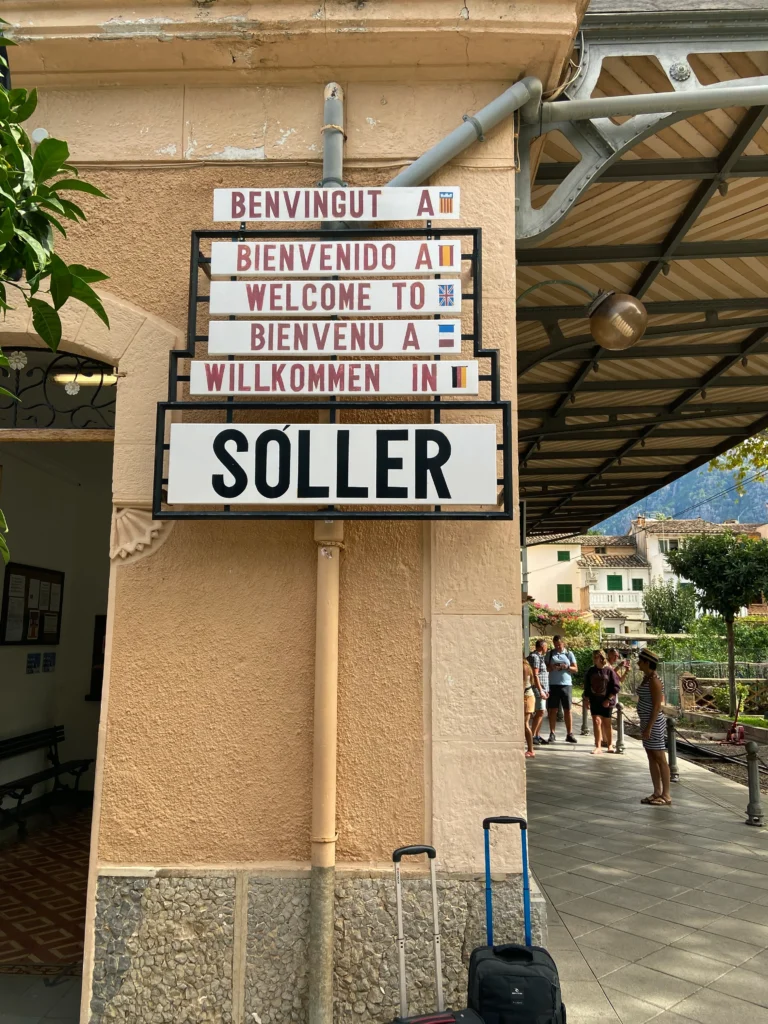 BENVINGUT A
BIENVENIDO A
WELCOME TO
BIENVENU A
WILLKOMMEN IN
SÓLLER